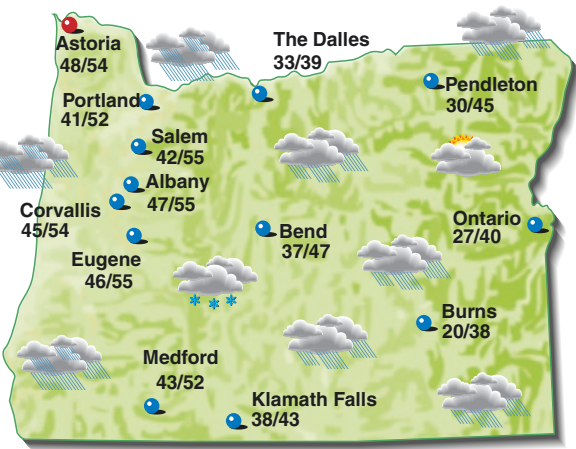 Astoria
48/54
The Dalles
33/39
Pendleton
30/45
Portland
41/52
Salem
42/55
Albany
47/55
Corvallis
45/54
Ontario
27/40
Bend
37/47
Eugene
46/55
Burns
20/38
Medford
43/52
Klamath Falls
38/43